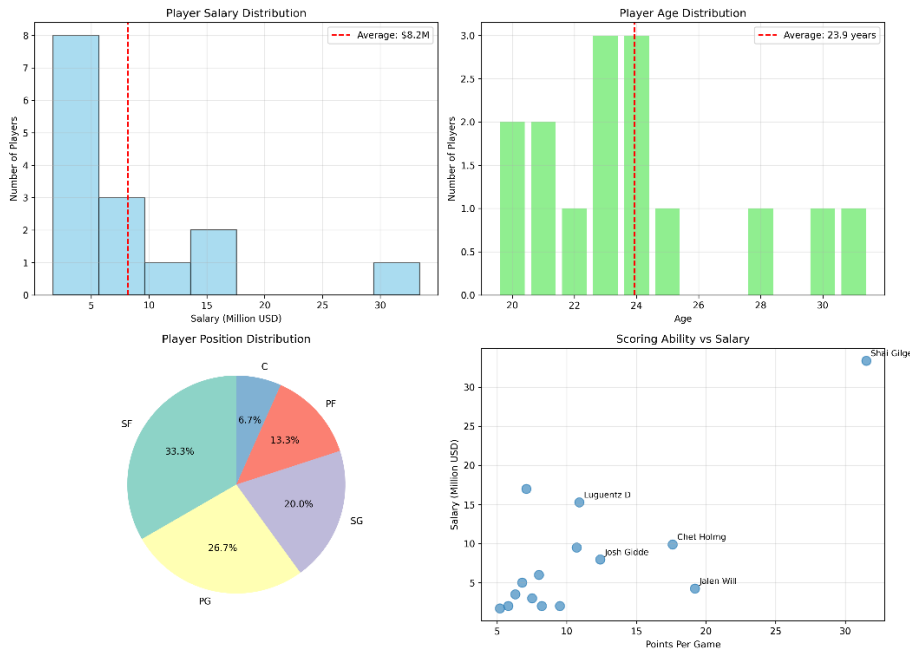 Player Salary Distribution
Number of Players
8
7
6
5
4
3
2
1
0
Average: $8.2M
5
10
15
20
25
30
Salary (Million USD)
Player Age Distribution
Number of Players
3.0
2.5
2.0
1.5
1.0
0.5
0.0
Average: 23.9 years
20
22
24
26
28
30
Age
Player Position Distribution
C
PF
SF
6.7%
13.3%
33.3%
20.0%
SG
26.7%
PG
Scoring Ability vs Salary
Salary (Million USD)
30
25
20
15
10
5
Shai Gilge
Luguentz D
Chet Holmg
Josh Gidde
Jalen Will
5
10
15
20
25
30
Points Per Game